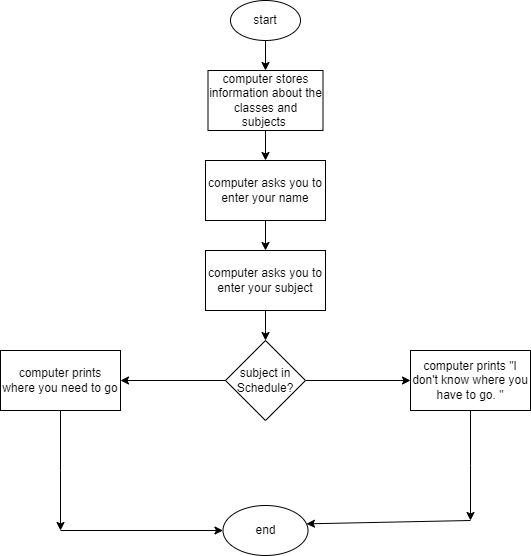 start
computer stores
information about the
classes and
subjects
computer asks you to
enter your name
computer asks you to
enter your subject
subject in
Schedule?
computer prints
where you need to go
computer prints "I
don't know where you
have to go. "
end